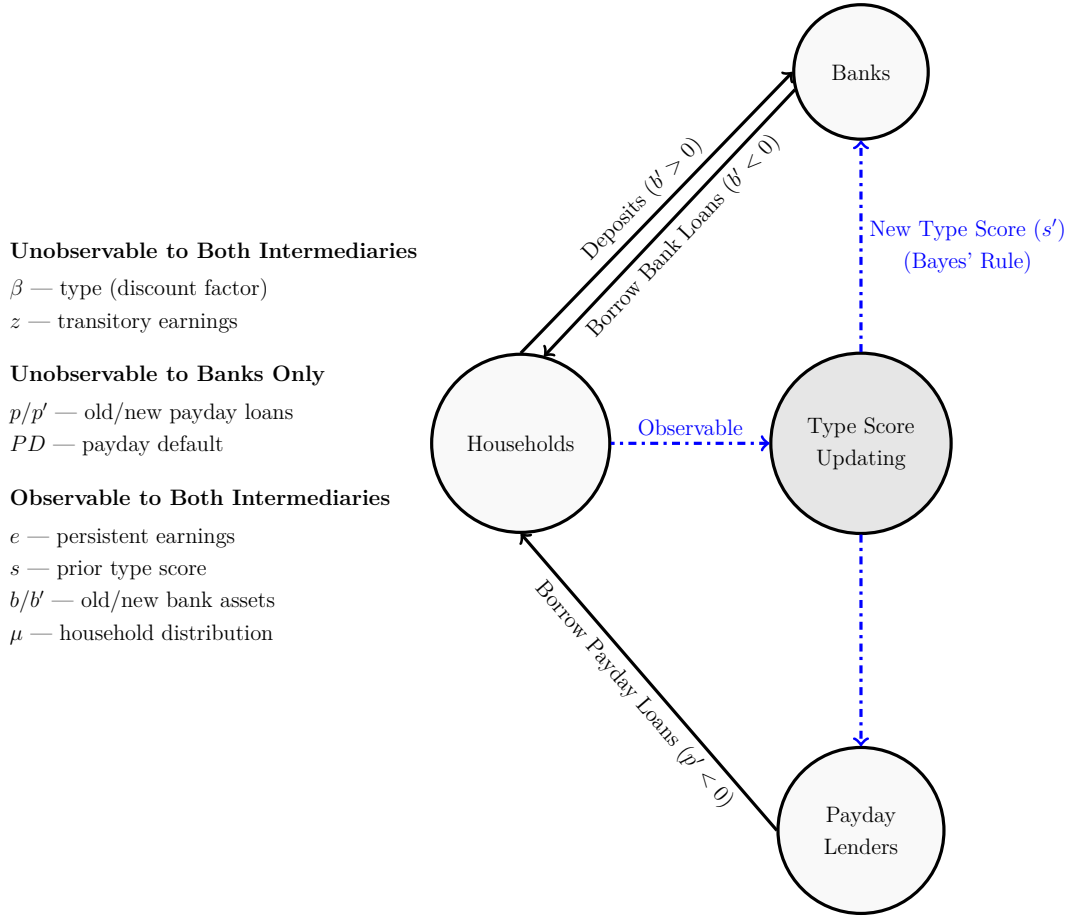 Banks
Deposits (b′ > 0)
Borrow Bank Loans (b′ < 0)
New Type Score (s′)
(Bayes' Rule)
Unobservable to Both Intermediaries
β — type (discount factor)
z — transitory earnings
Unobservable to Banks Only
p/p′ — old/new payday loans
PD — payday default
Observable to Both Intermediaries
e — persistent earnings
s — prior type score
b/b′ — old/new bank assets
μ — household distribution
Households
Observable
Type Score
Updating
Borrow Payday Loans (p′ < 0)
Payday
Lenders